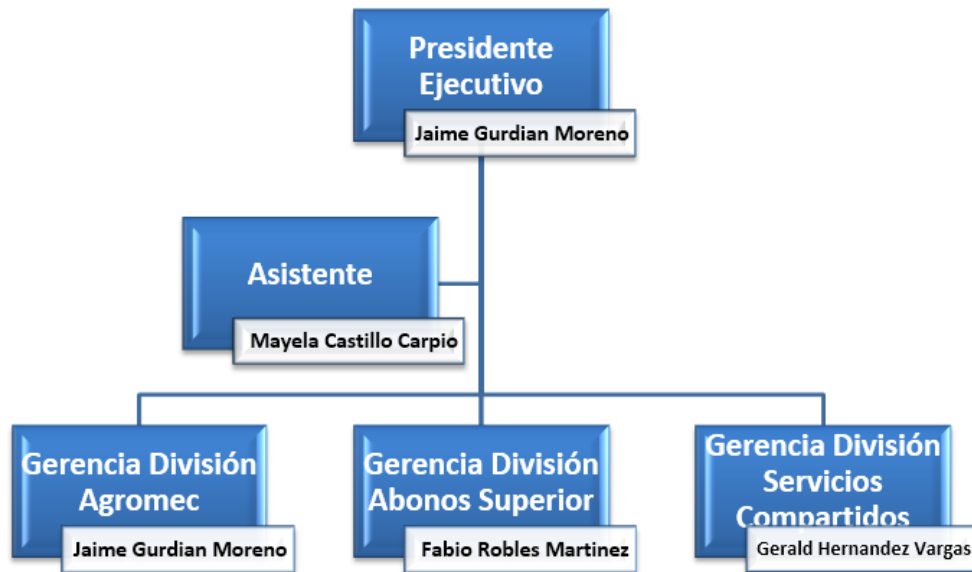 Presidente
Ejecutivo
Jaime Gurdian Moreno
Asistente
Mayela Castillo Carpio
Gerencia División
Agromec
Jaime Gurdian Moreno
Gerencia División
Abonos Superior
Fabio Robles Martinez
Gerencia División
Servicios
Compartidos
Gerald Hernandez Vargas